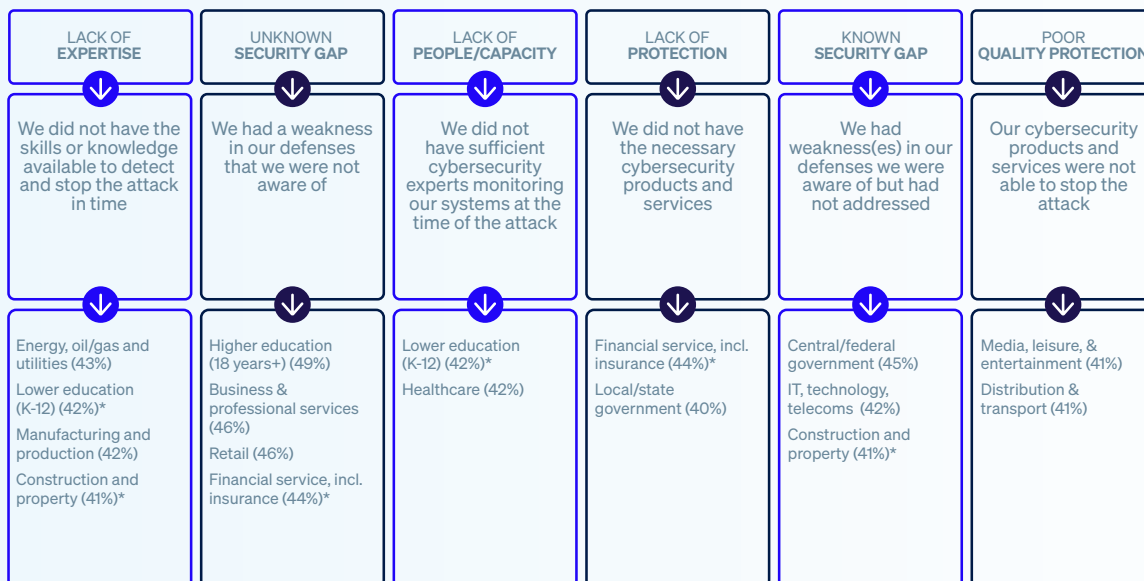 LACK OF
EXPERTISE
We did not have the
skills or knowledge
available to detect
and stop the attack
in time
Energy, oil/gas and
utilities (43%)
Lower education
(K-12) (42%)*
Manufacturing and
production (42%)
Construction and
property (41%)*
UNKNOWN
SECURITY GAP
We had a weakness
in our defenses
that we were not
aware of
Higher education
(18 years+) (49%)
Business &
professional services
(46%)
Retail (46%)
Financial service, incl.
insurance (44%)*
LACK OF
PEOPLE/CAPACITY
We did not
have sufficient
cybersecurity
experts monitoring
our systems at the
time of the attack
Lower education
(K-12) (42%)*
Healthcare (42%)
LACK OF
PROTECTION
We did not have
the necessary
cybersecurity
products and
services
Financial service, incl.
insurance (44%)*
Local/state
government (40%)
KNOWN
SECURITY GAP
We had
weakness(es) in our
defenses we were
aware of but had
not addressed
Central/federal
government (45%)
IT, technology,
telecoms (42%)
Construction and
property (41%)*
POOR
QUALITY PROTECTION
Our cybersecurity
products and
services were not
able to stop the
attack
Media, leisure, &
entertainment (41%)
Distribution &
transport (41%)